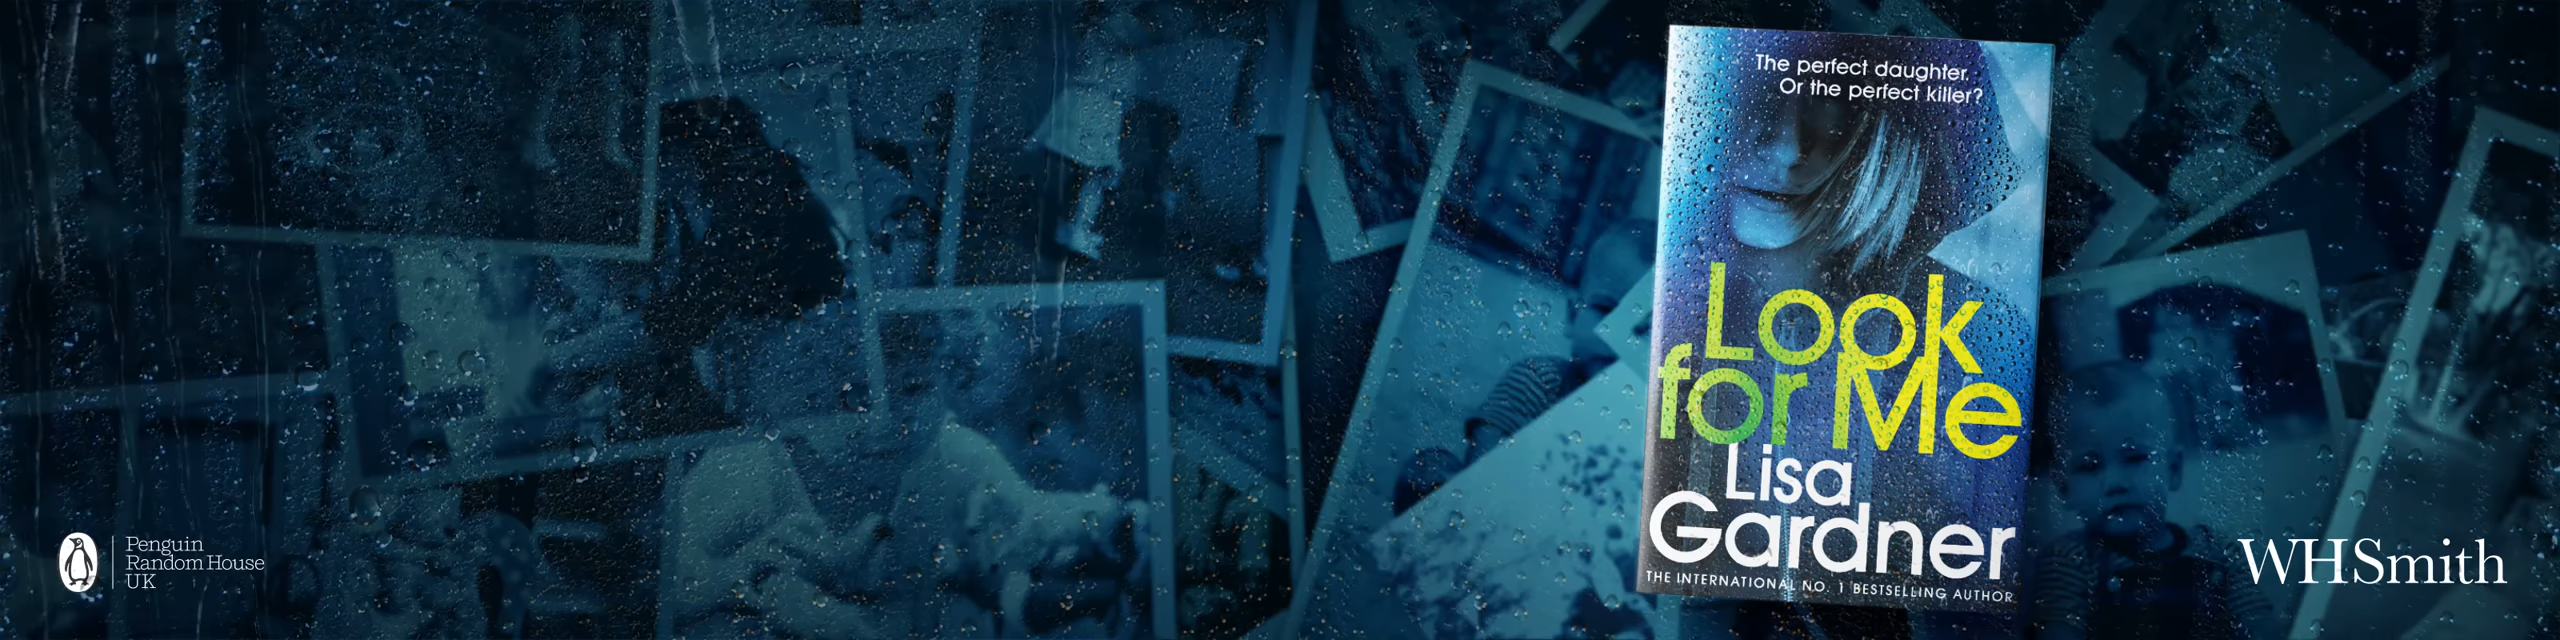 The perfect daughter.
Or the perfect killer?
Look
for Me
Lisa
Gardner
THE INTERNATIONAL NO. 1 BESTSELLING AUTHOR
Penguin
Random House
UK
WHSmith